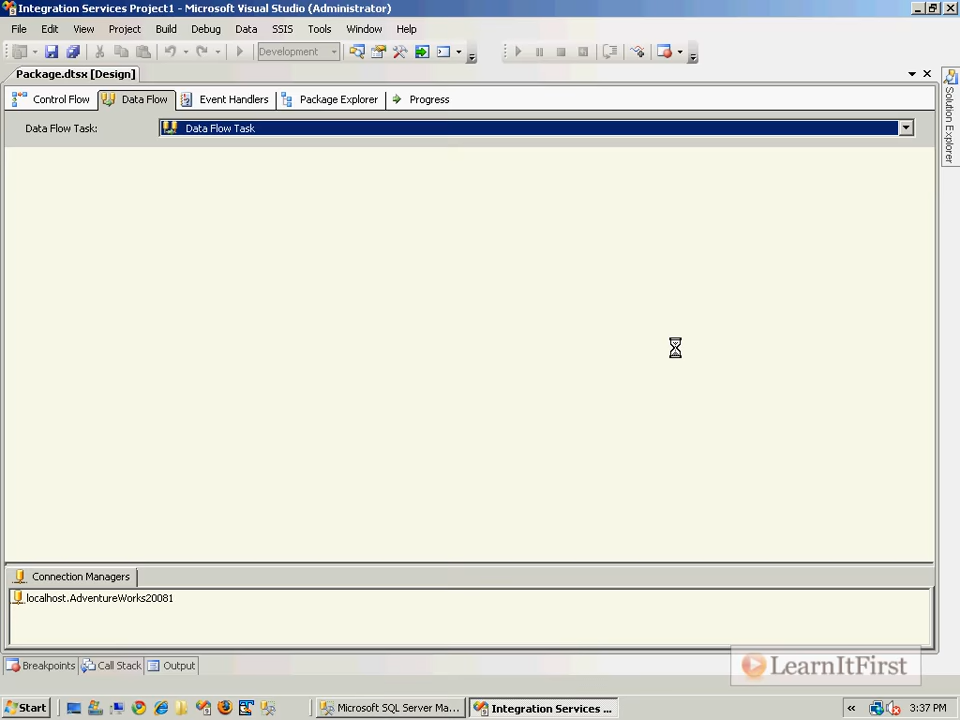 Integration Services Project1 - Microsoft Visual Studio (Administrator)
File Edit View Project Build Debug Data SSIS Tools Window Help
Development
Package.dtsx [Design]
Control Flow Data Flow Event Handlers Package Explorer Progress
Data Flow Task: Data Flow Task
Solution Explorer
Connection Managers
localhost.AdventureWorks20081
Breakpoints Call Stack Output
LearnItFirst
Start Microsoft SQL Server Ma... Integration Services ... « 3:37 PM